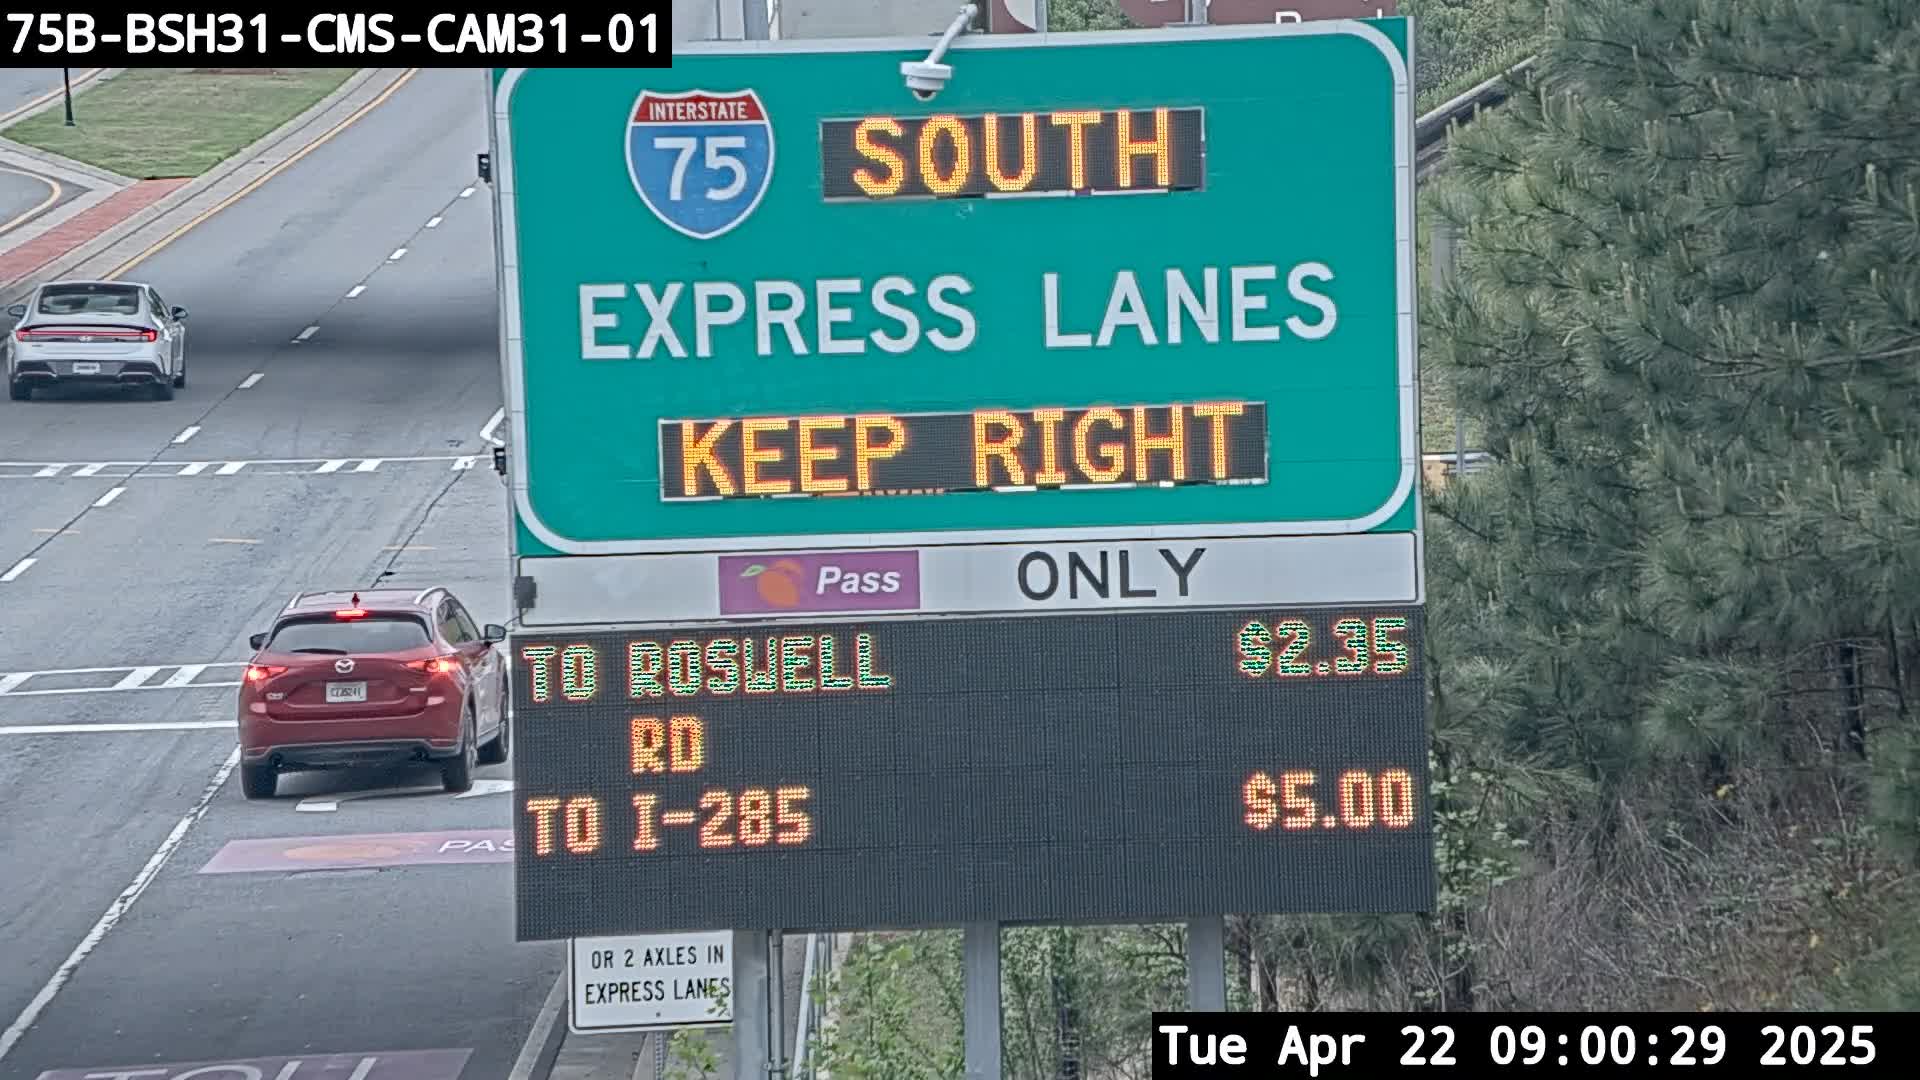 75B-BSH31-CMS-CAM31-01
INTERSTATE
75
SOUTH
EXPRESS LANES
KEEP RIGHT
Pass ONLY
TO ROSWELL $2.35
RD
TO I-285 $5.00
OR 2 AXLES IN
EXPRESS LANES
TOLL
Tue Apr 22 09:00:29 2025